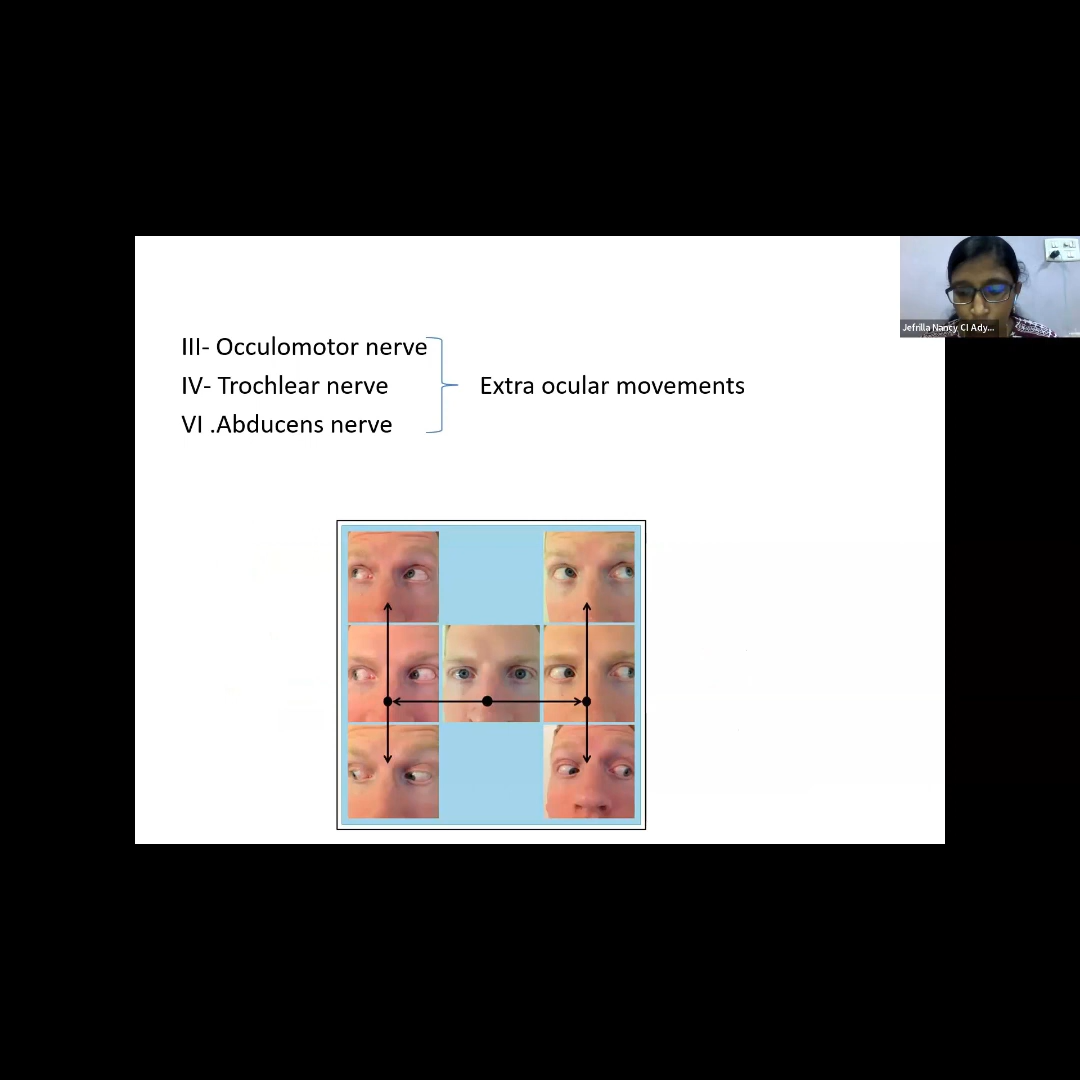 III- Occulomotor nerve
IV- Trochlear nerve
VI .Abducens nerve
Extra ocular movements
Jefrilla Nancy CI Ady...